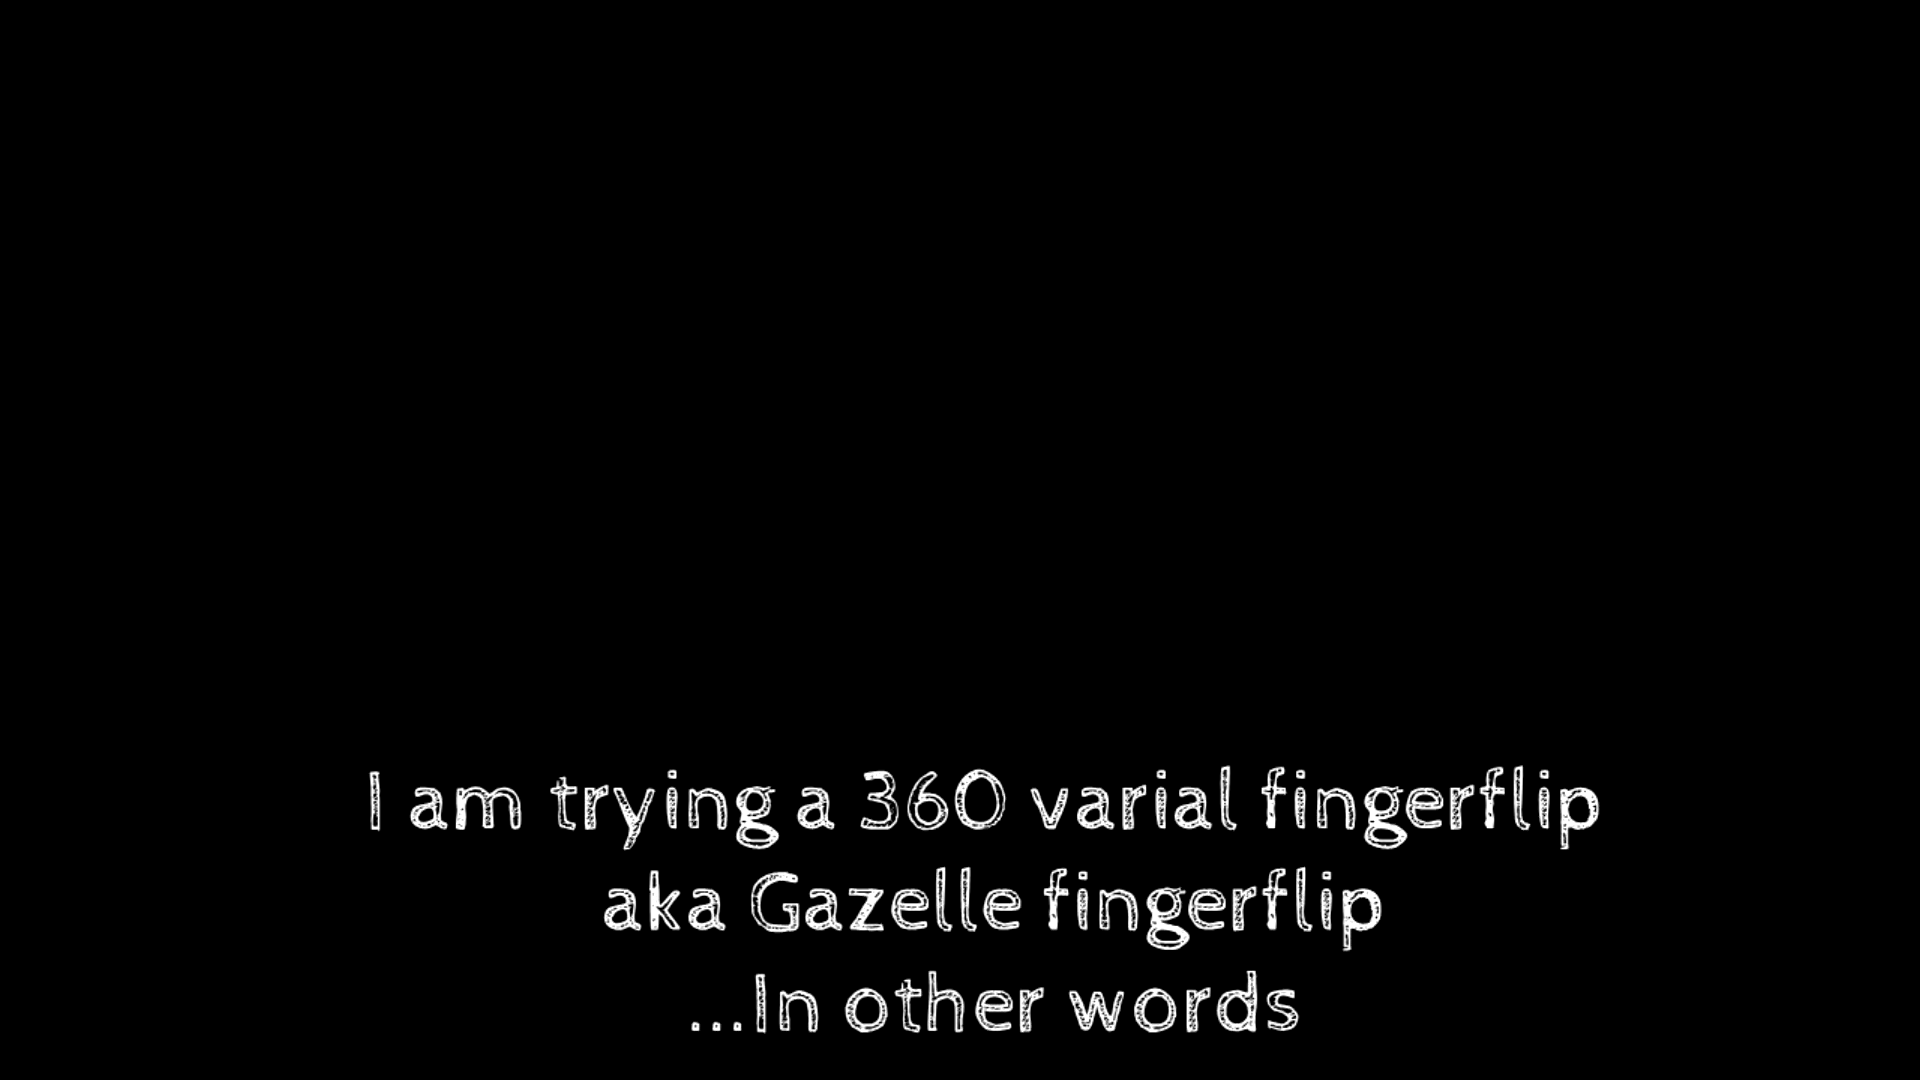 I am trying a 360 varial fingerflip
aka Gazelle fingerflip
...In other words